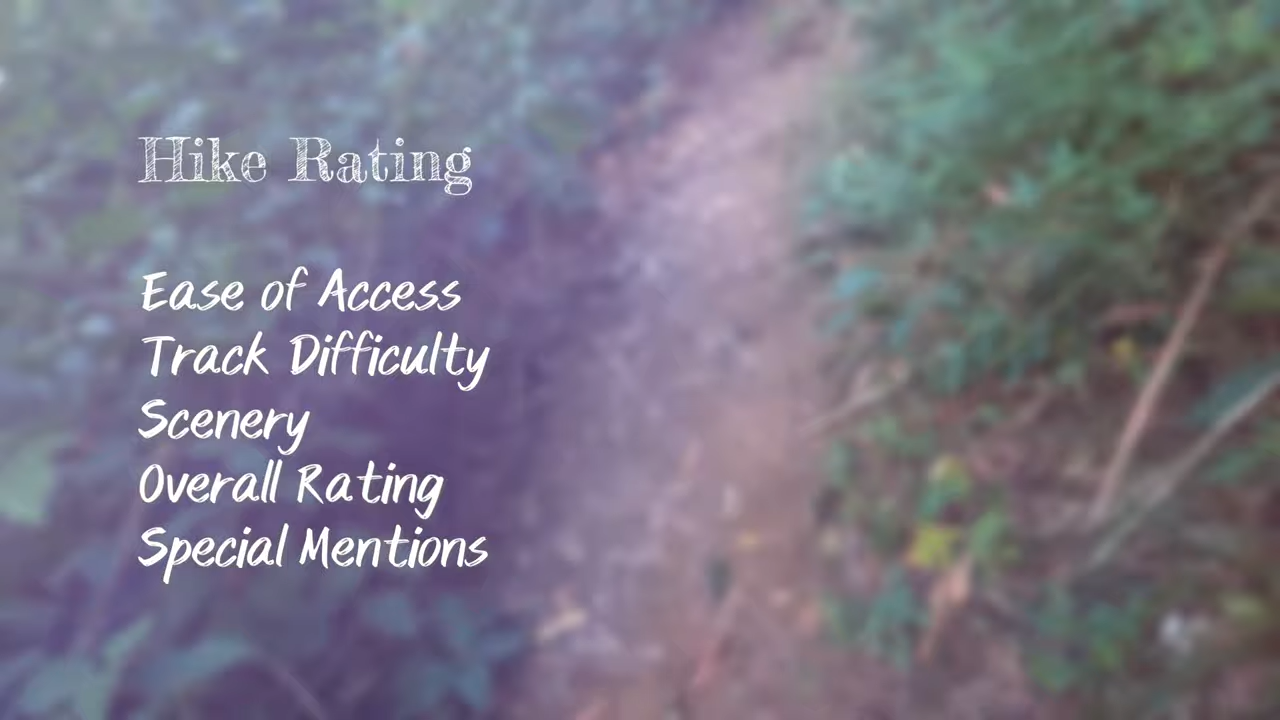 Hike Rating
Ease of Access
Track Difficulty
Scenery
Overall Rating
Special Mentions